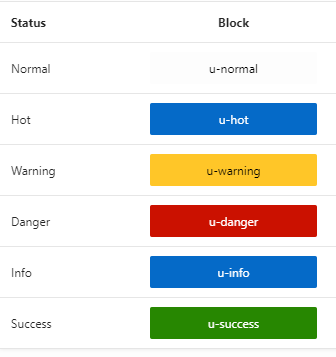 Status Block
Normal u-normal
Hot u-hot
Warning u-warning
Danger u-danger
Info u-info
Success u-success